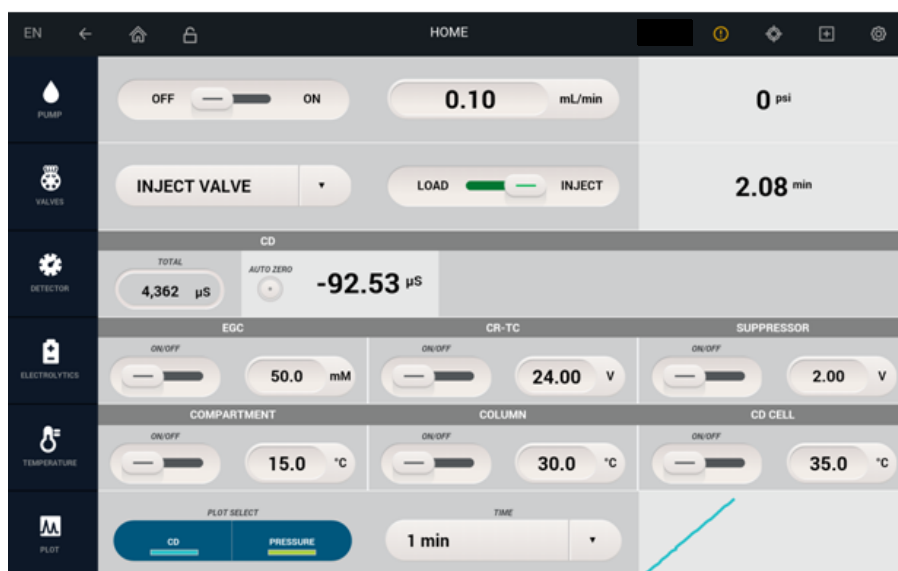 EN HOME
PUMP OFF ON 0.10 mL/min 0 psi
VALVES INJECT VALVE LOAD INJECT 2.08 min
CD
DETECTOR TOTAL 4,362 µS AUTO ZERO -92.53 µS
EGC CR-TC SUPPRESSOR
ON/OFF ON/OFF ON/OFF
ELECTROLYTICS 50.0 mM 24.00 V 2.00 V
COMPARTMENT COLUMN CD CELL
ON/OFF ON/OFF ON/OFF
TEMPERATURE 15.0 °C 30.0 °C 35.0 °C
PLOT SELECT TIME
PLOT CD PRESSURE 1 min